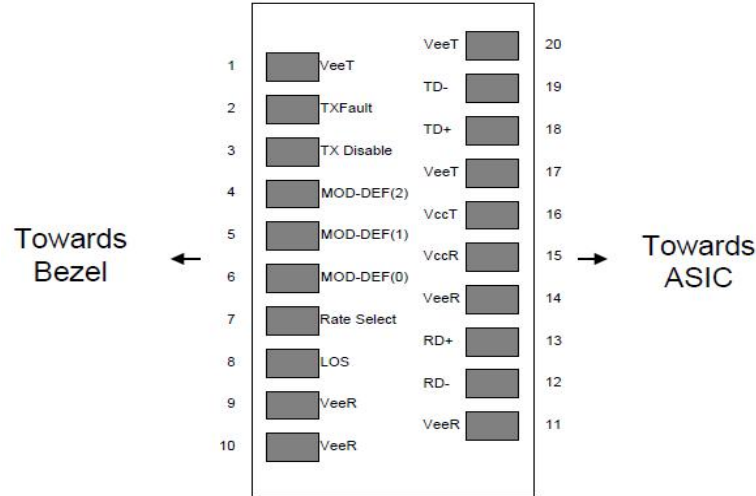 VeeT 20
1 VeeT
TD- 19
2 TXFault
TD+ 18
3 TX Disable
VeeT 17
4 MOD-DEF(2)
VccT 16
5 MOD-DEF(1)
Towards
Bezel
VccR 15
Towards
ASIC
6 MOD-DEF(0)
VeeR 14
7 Rate Select
RD+ 13
8 LOS
RD- 12
9 VeeR
VeeR 11
10 VeeR